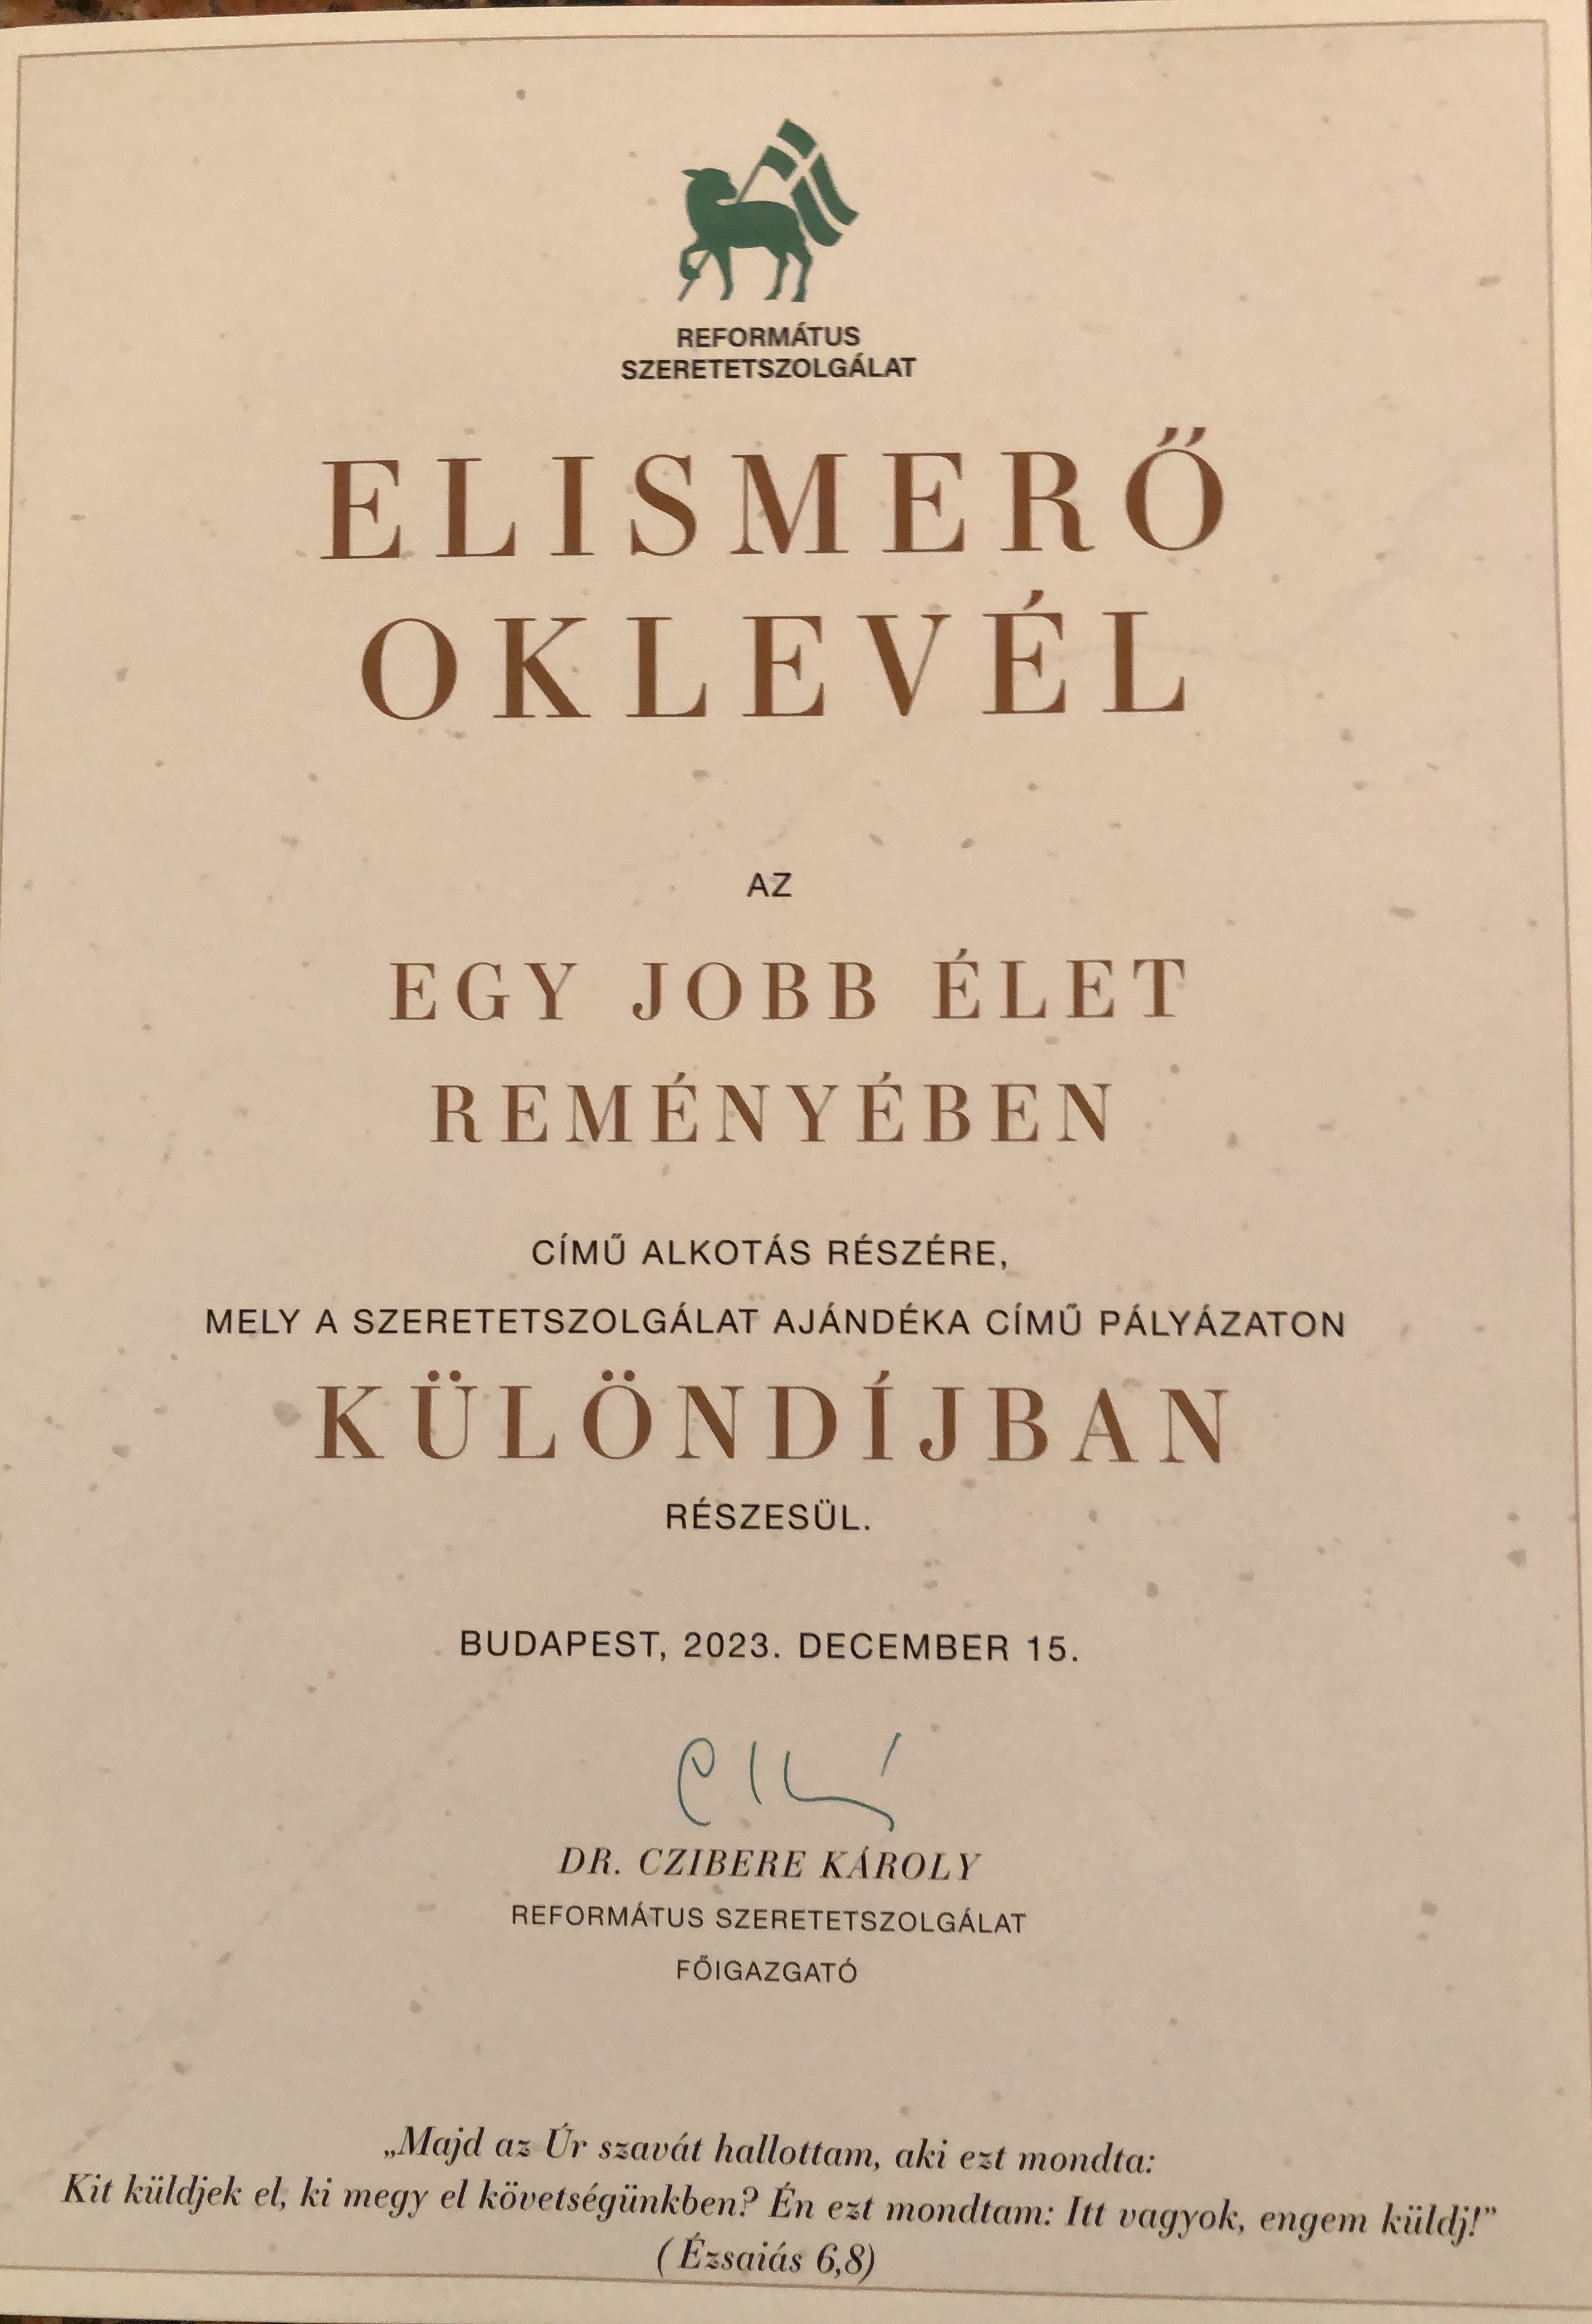 REFORMÁTUS
SZERETETSZOLGÁLAT
ELISMERŐ
OKLEVÉL
AZ
EGY JOBB ÉLET
REMÉNYÉBEN
CÍMŰ ALKOTÁS RÉSZÉRE,
MELY A SZERETETSZOLGÁLAT AJÁNDÉKA CÍMŰ PÁLYÁZATON
KÜLÖNDÍJBAN
RÉSZESÜL.
BUDAPEST, 2023. DECEMBER 15.
DR. CZIBERE KÁROLY
REFORMÁTUS SZERETETSZOLGÁLAT
FŐIGAZGATÓ
„Majd az Úr szavát hallottam, aki ezt mondta:
Kit küldjek el, ki megy el követségünkben? Én ezt mondtam: Itt vagyok, engem küldj!”
(Ézsaiás 6,8)